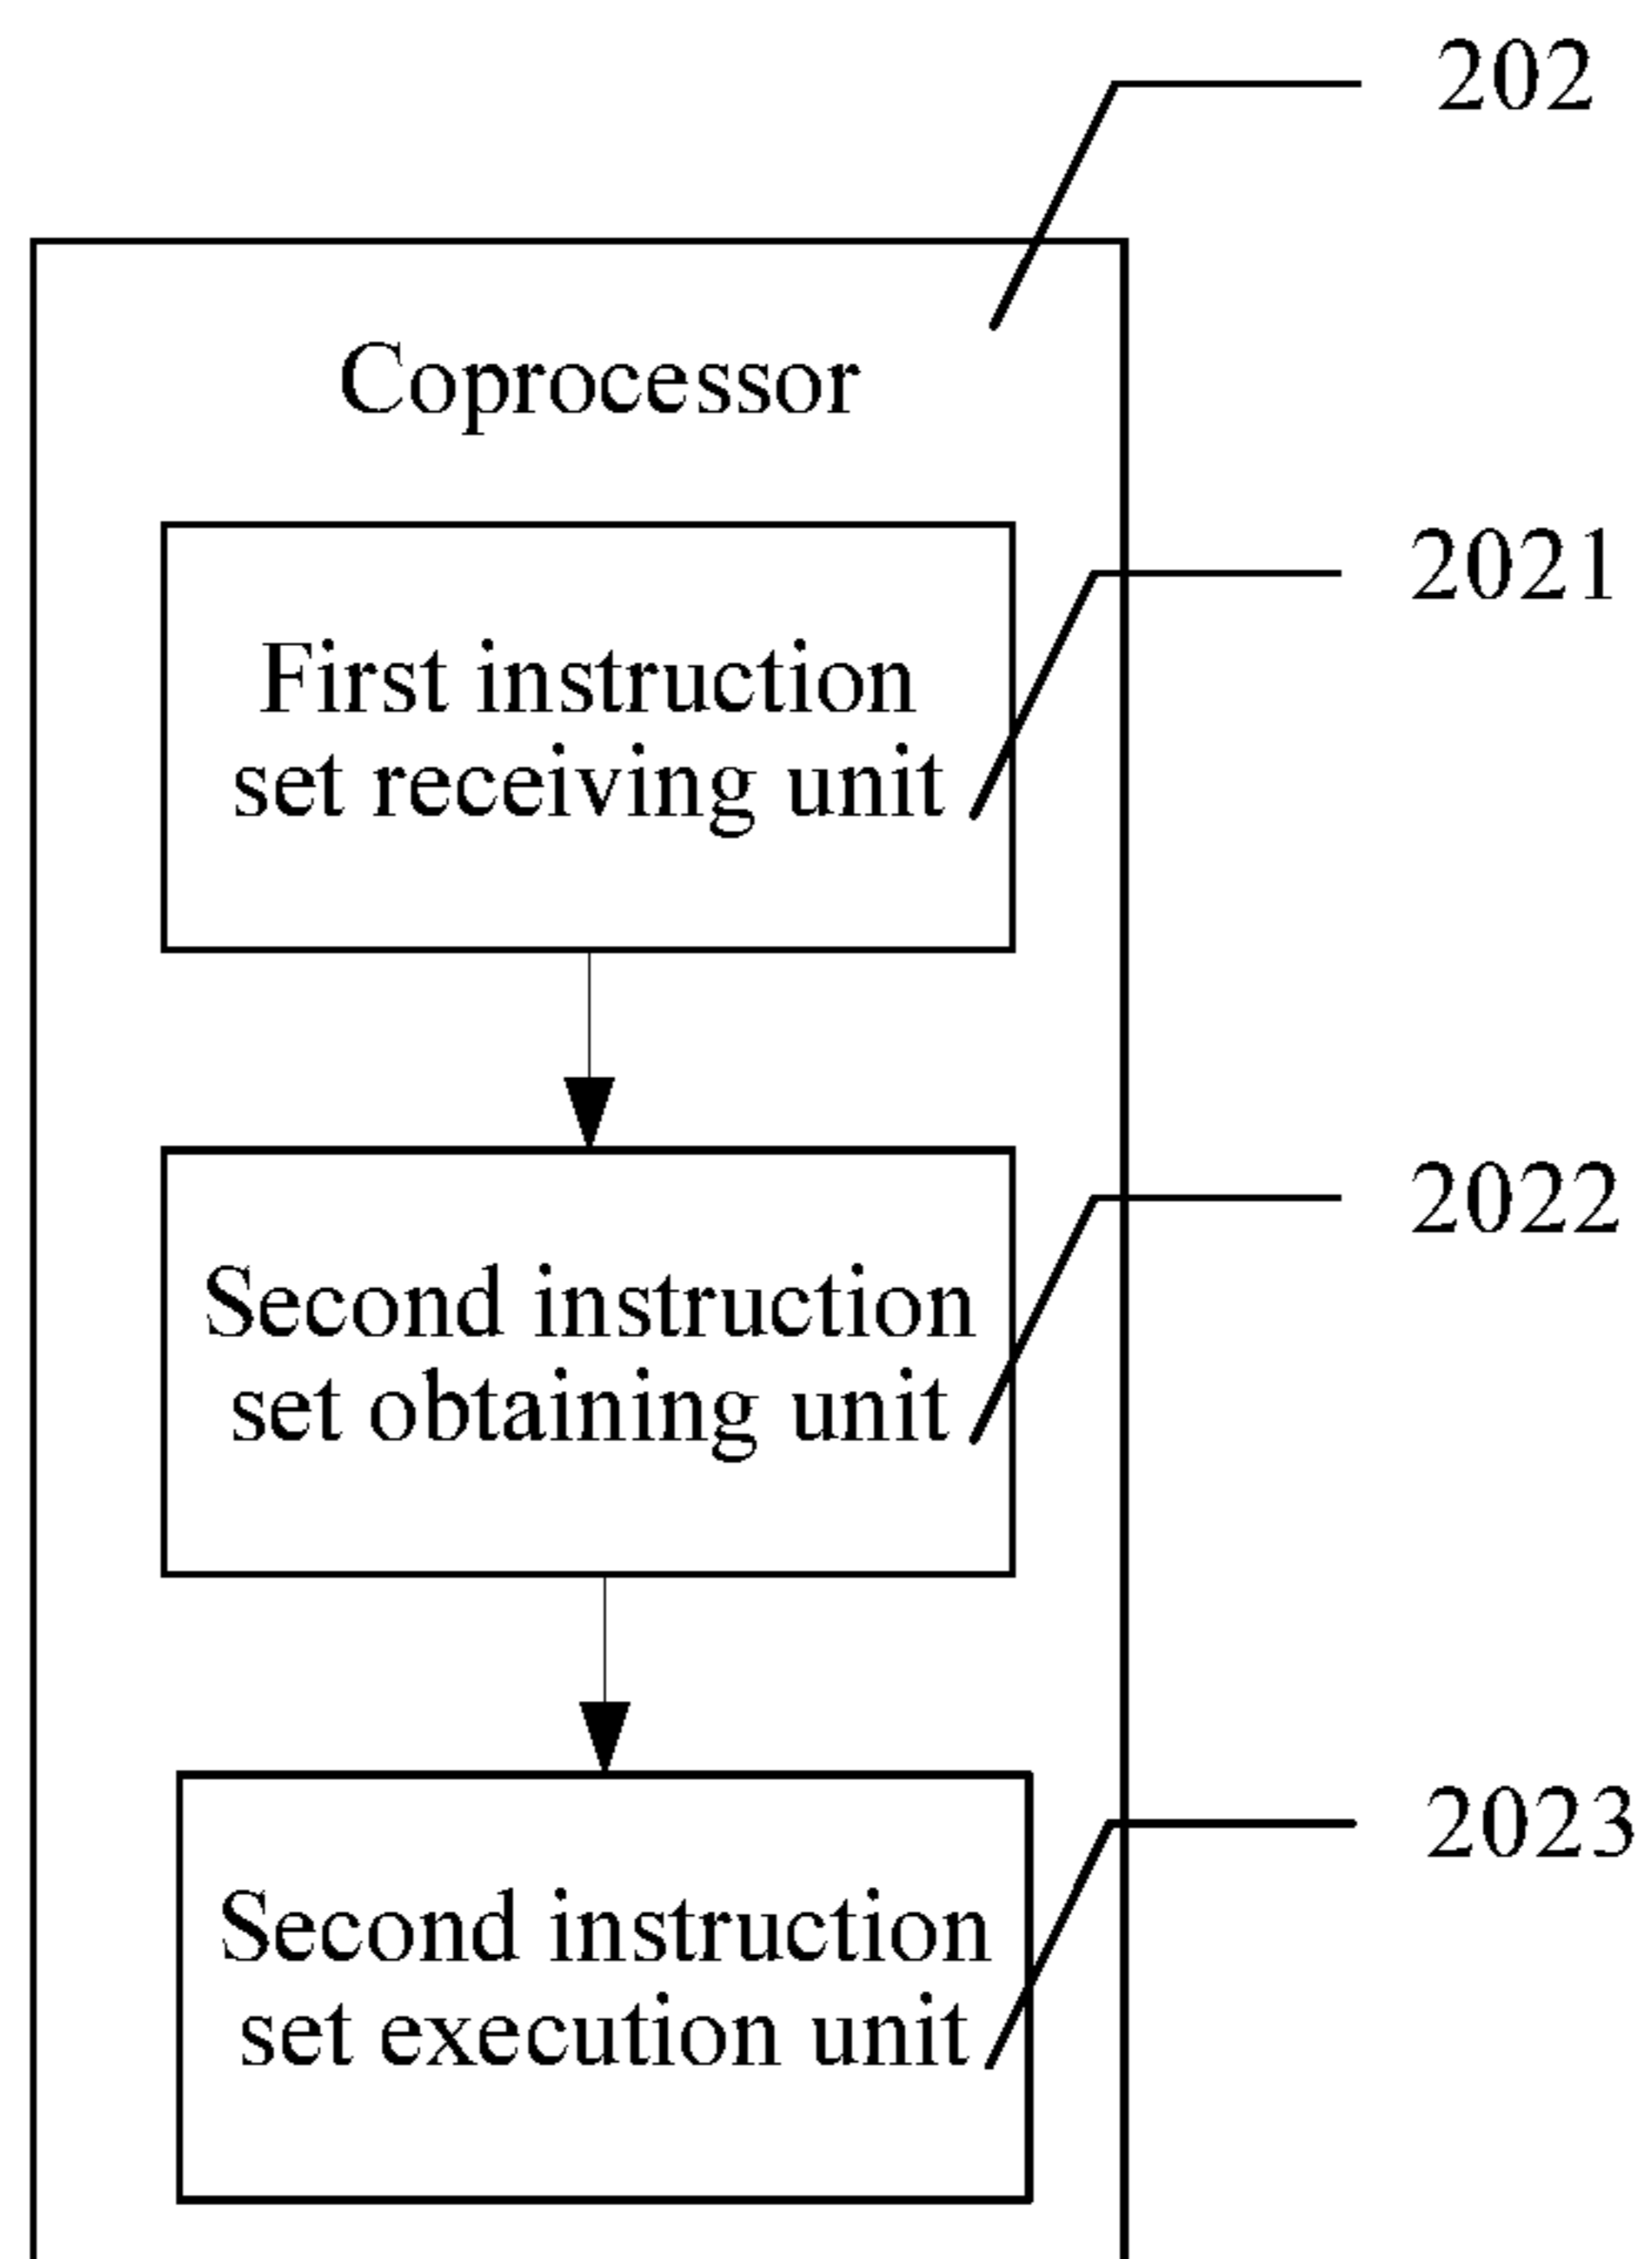 202
Coprocessor
2021
First instruction
set receiving unit
2022
Second instruction
set obtaining unit
2023
Second instruction
set execution unit